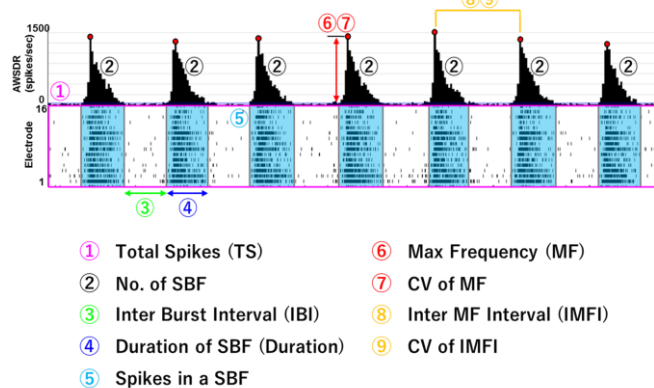 ⑧⑨
1500
⑥⑦
AWSDR
(spikes/sec)
② ② ② ② ② ② ②
①
0
16
⑤
Electrode
1
③ ④
① Total Spikes (TS)
② No. of SBF
③ Inter Burst Interval (IBI)
④ Duration of SBF (Duration)
⑤ Spikes in a SBF
⑥ Max Frequency (MF)
⑦ CV of MF
⑧ Inter MF Interval (IMFI)
⑨ CV of IMFI